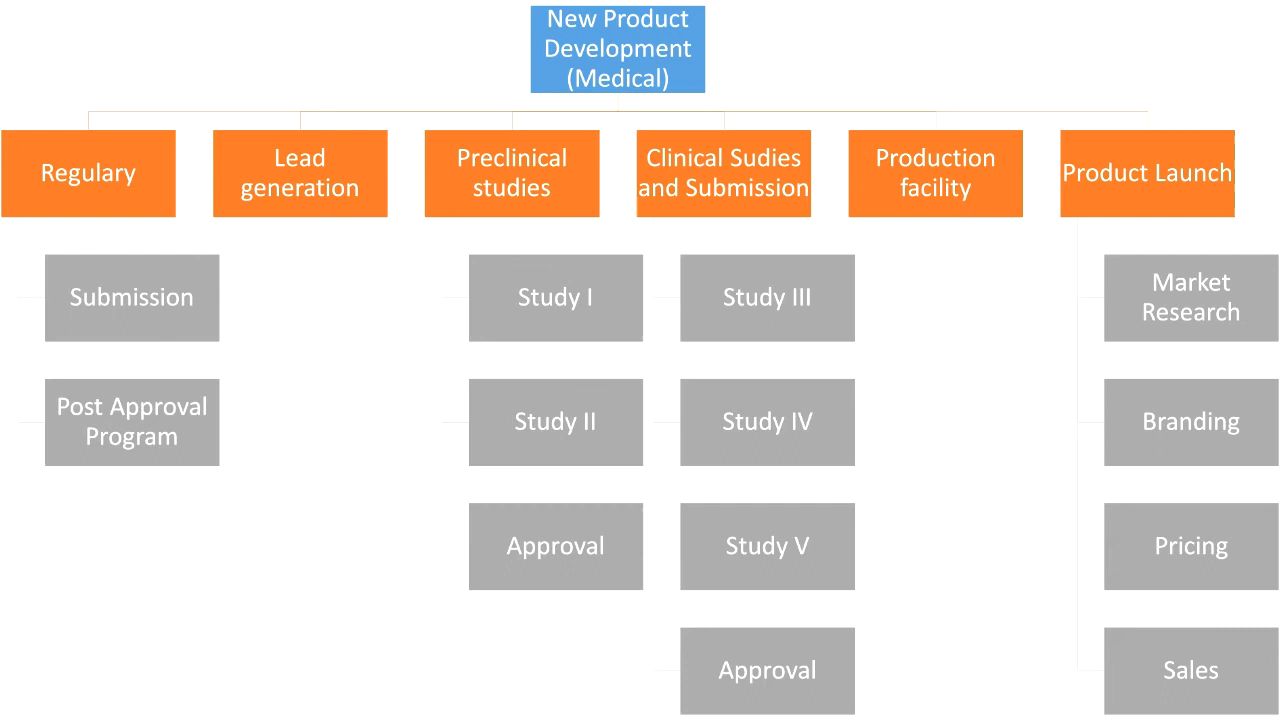 New Product
Development
(Medical)
Regulary
Lead
generation
Preclinical
studies
Clinical Sudies
and Submission
Production
facility
Product Launch
Submission
Post Approval
Program
Study I
Study II
Approval
Study III
Study IV
Study V
Approval
Market
Research
Branding
Pricing
Sales